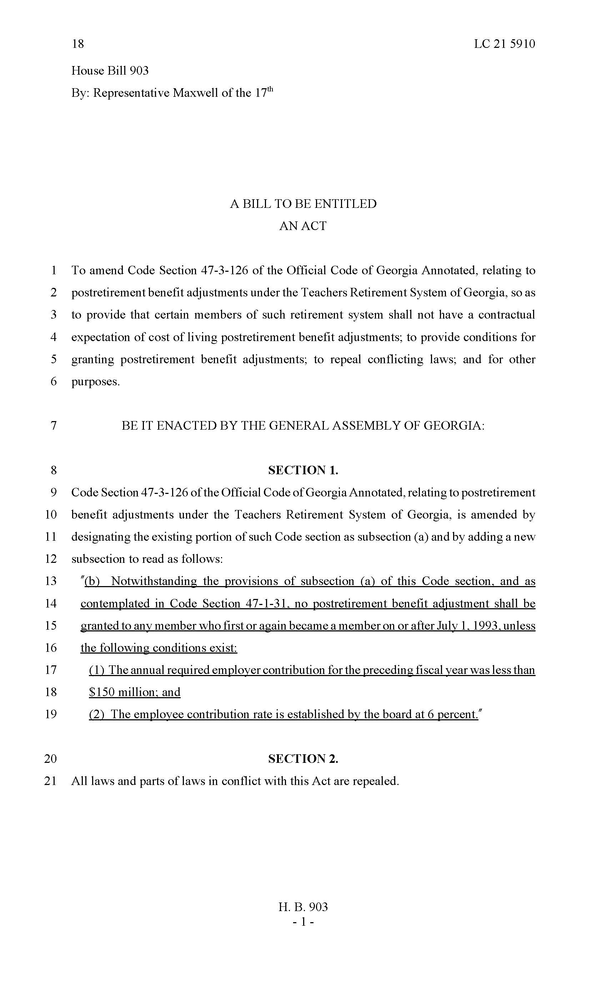 18 LC 21 5910
House Bill 903
By: Representative Maxwell of the 17th
A BILL TO BE ENTITLED
AN ACT
1 To amend Code Section 47-3-126 of the Official Code of Georgia Annotated, relating to
2 postretirement benefit adjustments under the Teachers Retirement System of Georgia, so as
3 to provide that certain members of such retirement system shall not have a contractual
4 expectation of cost of living postretirement benefit adjustments; to provide conditions for
5 granting postretirement benefit adjustments; to repeal conflicting laws; and for other
6 purposes.
7 BE IT ENACTED BY THE GENERAL ASSEMBLY OF GEORGIA:
8 SECTION 1.
9 Code Section 47-3-126 of the Official Code of Georgia Annotated, relating to postretirement
10 benefit adjustments under the Teachers Retirement System of Georgia, is amended by
11 designating the existing portion of such Code section as subsection (a) and by adding a new
12 subsection to read as follows:
13 "(b) Notwithstanding the provisions of subsection (a) of this Code section, and as
14 contemplated in Code Section 47-1-31, no postretirement benefit adjustment shall be
15 granted to any member who first or again became a member on or after July 1, 1993, unless
16 the following conditions exist:
17 (1) The annual required employer contribution for the preceding fiscal year was less than
18 $150 million; and
19 (2) The employee contribution rate is established by the board at 6 percent."
20 SECTION 2.
21 All laws and parts of laws in conflict with this Act are repealed.
H. B. 903
- 1 -